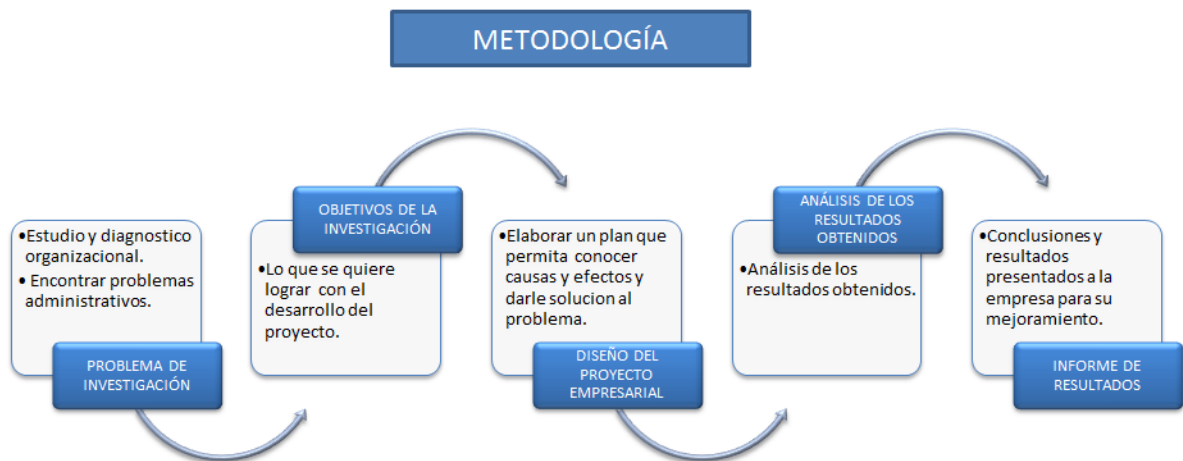 METODOLOGÍA
•Estudio y diagnostico
organizacional.
• Encontrar problemas
administrativos.
PROBLEMA DE
INVESTIGACIÓN
OBJETIVOS DE LA
INVESTIGACIÓN
•Lo que se quiere
lograr con el
desarrollo del
proyecto.
•Elaborar un plan que
permita conocer
causas y efectos y
darle solucion al
problema.
DISEÑO DEL
PROYECTO
EMPRESARIAL
ANÁLISIS DE LOS
RESULTADOS
OBTENIDOS
•Análisis de los
resultados obtenidos.
•Conclusiones y
resultados
presentados a la
empresa para su
mejoramiento.
INFORME DE
RESULTADOS